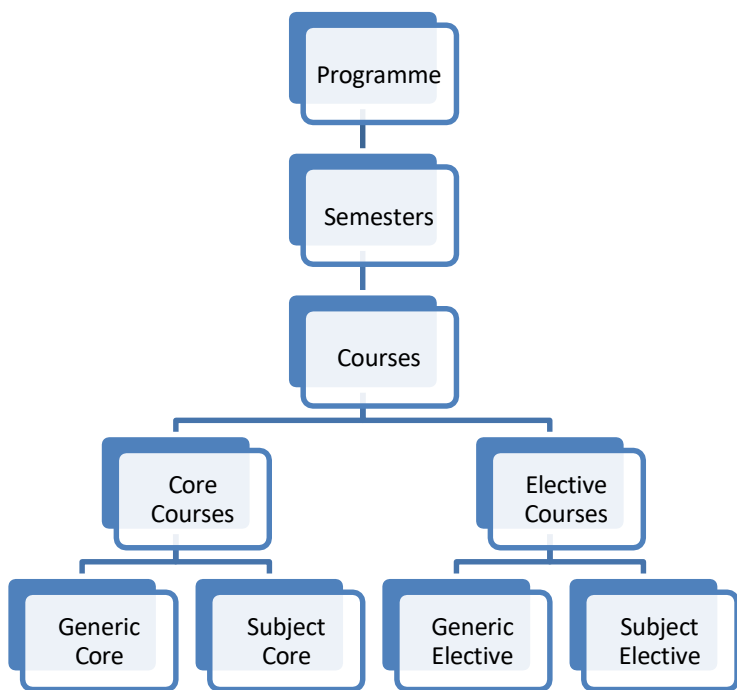 Programme
Semesters
Courses
Core
Courses
Elective
Courses
Generic
Core
Subject
Core
Generic
Elective
Subject
Elective